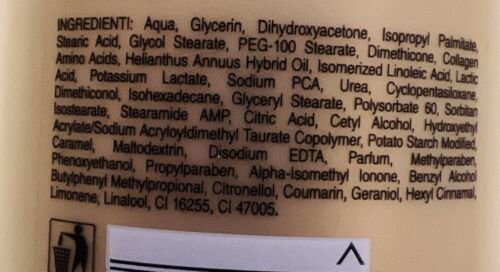 INGREDIENTI: Aqua, Glycerin, Dihydroxyacetone, Isopropyl Palmitate,
Stearic Acid, Glycol Stearate, PEG-100 Stearate, Dimethicone, Collagen
Amino Acids, Helianthus Annuus Hybrid Oil, Isomerized Linoleic Acid, Lactic
Acid, Potassium Lactate, Sodium PCA, Urea, Cyclopentasiloxane,
Dimethiconol, Isohexadecane, Glyceryl Stearate, Polysorbate 60, Sorbitan
Isostearate, Stearamide AMP, Citric Acid, Cetyl Alcohol, Hydroxyethyl
Acrylate/Sodium Acryloyldimethyl Taurate Copolymer, Potato Starch Modified,
Caramel, Maltodextrin, Disodium EDTA, Parfum, Methylparaben,
Phenoxyethanol, Propylparaben, Alpha-Isomethyl Ionone, Benzyl Alcohol
Butylphenyl Methylpropional, Citronellol, Coumarin, Geraniol, Hexyl Cinnamal,
Limonene, Linalool, CI 16255, CI 47005.